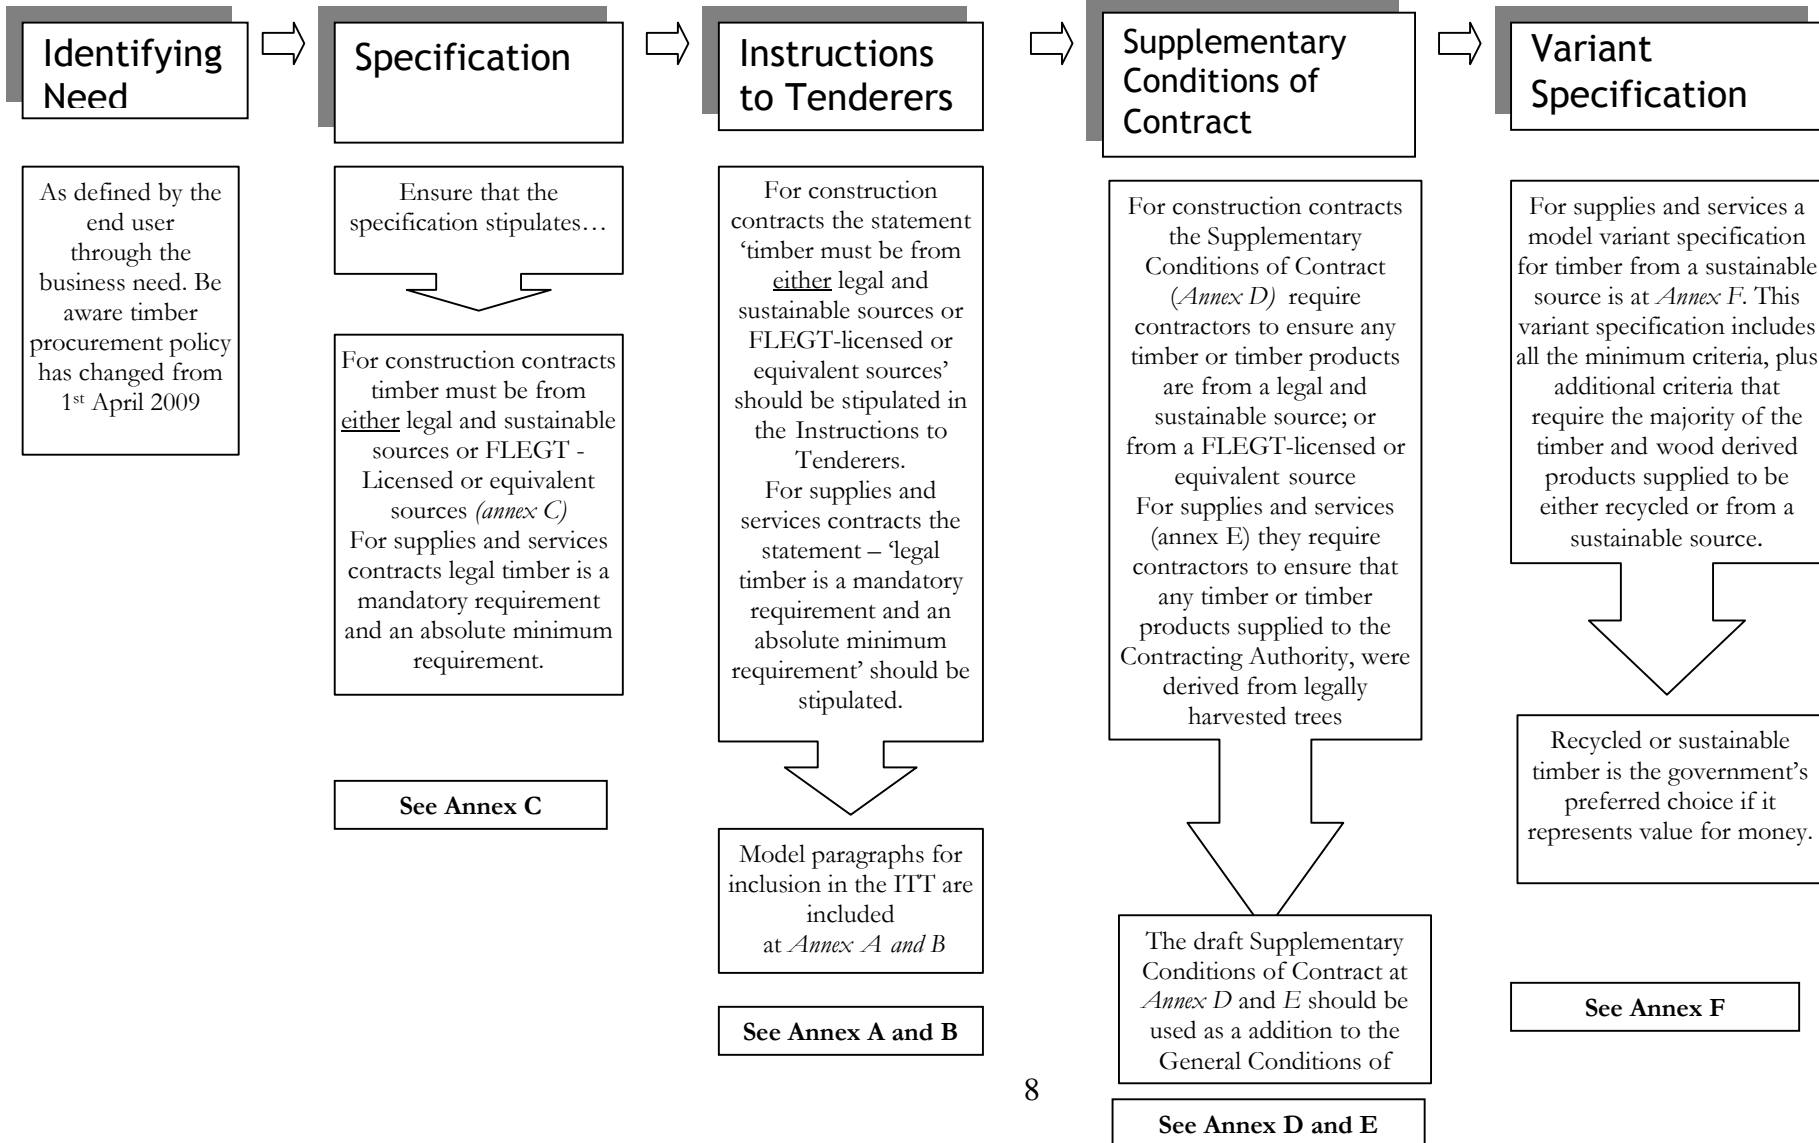 Identifying
Need
Specification
Instructions
to Tenderers
Supplementary
Conditions of
Contract
Variant
Specification
As defined by the
end user
through the
business need. Be
aware timber
procurement policy
has changed from
1st April 2009
Ensure that the
specification stipulates…
For construction contracts
timber must be from
either legal and sustainable
sources or FLEGT -
Licensed or equivalent
sources (annex C)
For supplies and services
contracts legal timber is a
mandatory requirement
and an absolute minimum
requirement.
See Annex C
For construction
contracts the statement
‘timber must be from
either legal and
sustainable sources or
FLEGT-licensed or
equivalent sources’
should be stipulated in
the Instructions to
Tenderers.
For supplies and
services contracts the
statement – ‘legal
timber is a mandatory
requirement and an
absolute minimum
requirement’ should be
stipulated.
Model paragraphs for
inclusion in the ITT are
included
at Annex A and B
See Annex A and B
For construction contracts
the Supplementary
Conditions of Contract
(Annex D) require
contractors to ensure any
timber or timber products
are from a legal and
sustainable source; or
from a FLEGT-licensed or
equivalent source
For supplies and services
(annex E) they require
contractors to ensure that
any timber or timber
products supplied to the
Contracting Authority, were
derived from legally
harvested trees
The draft Supplementary
Conditions of Contract at
Annex D and E should be
used as a addition to the
General Conditions of
See Annex D and E
For supplies and services a
model variant specification
for timber from a sustainable
source is at Annex F. This
variant specification includes
all the minimum criteria, plus
additional criteria that
require the majority of the
timber and wood derived
products supplied to be
either recycled or from a
sustainable source.
Recycled or sustainable
timber is the government’s
preferred choice if it
represents value for money.
See Annex F
8